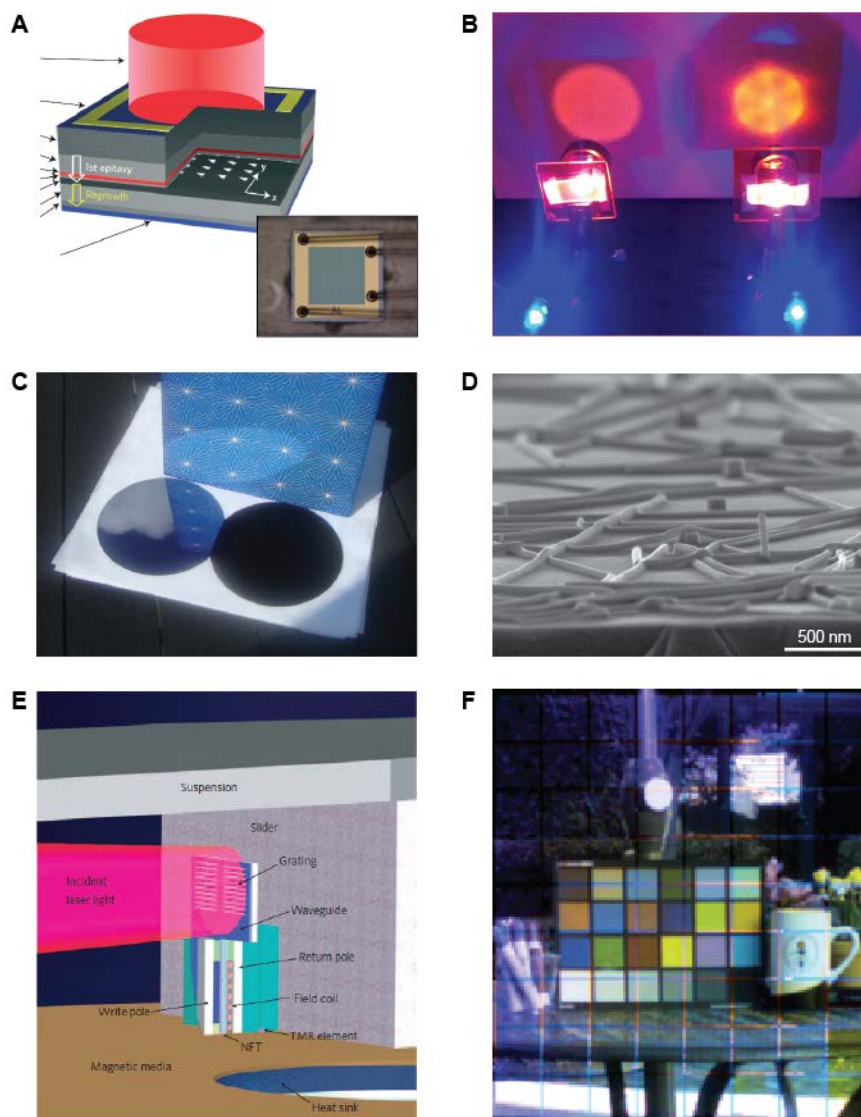 A
1st epitaxy
Regrowth
y
x
B
C
D
500 nm
E
Suspension
Slider
Grating
Incident
laser light
Waveguide
Return pole
Write pole
Field coil
TMR element
NFT
Magnetic media
Heat sink
F